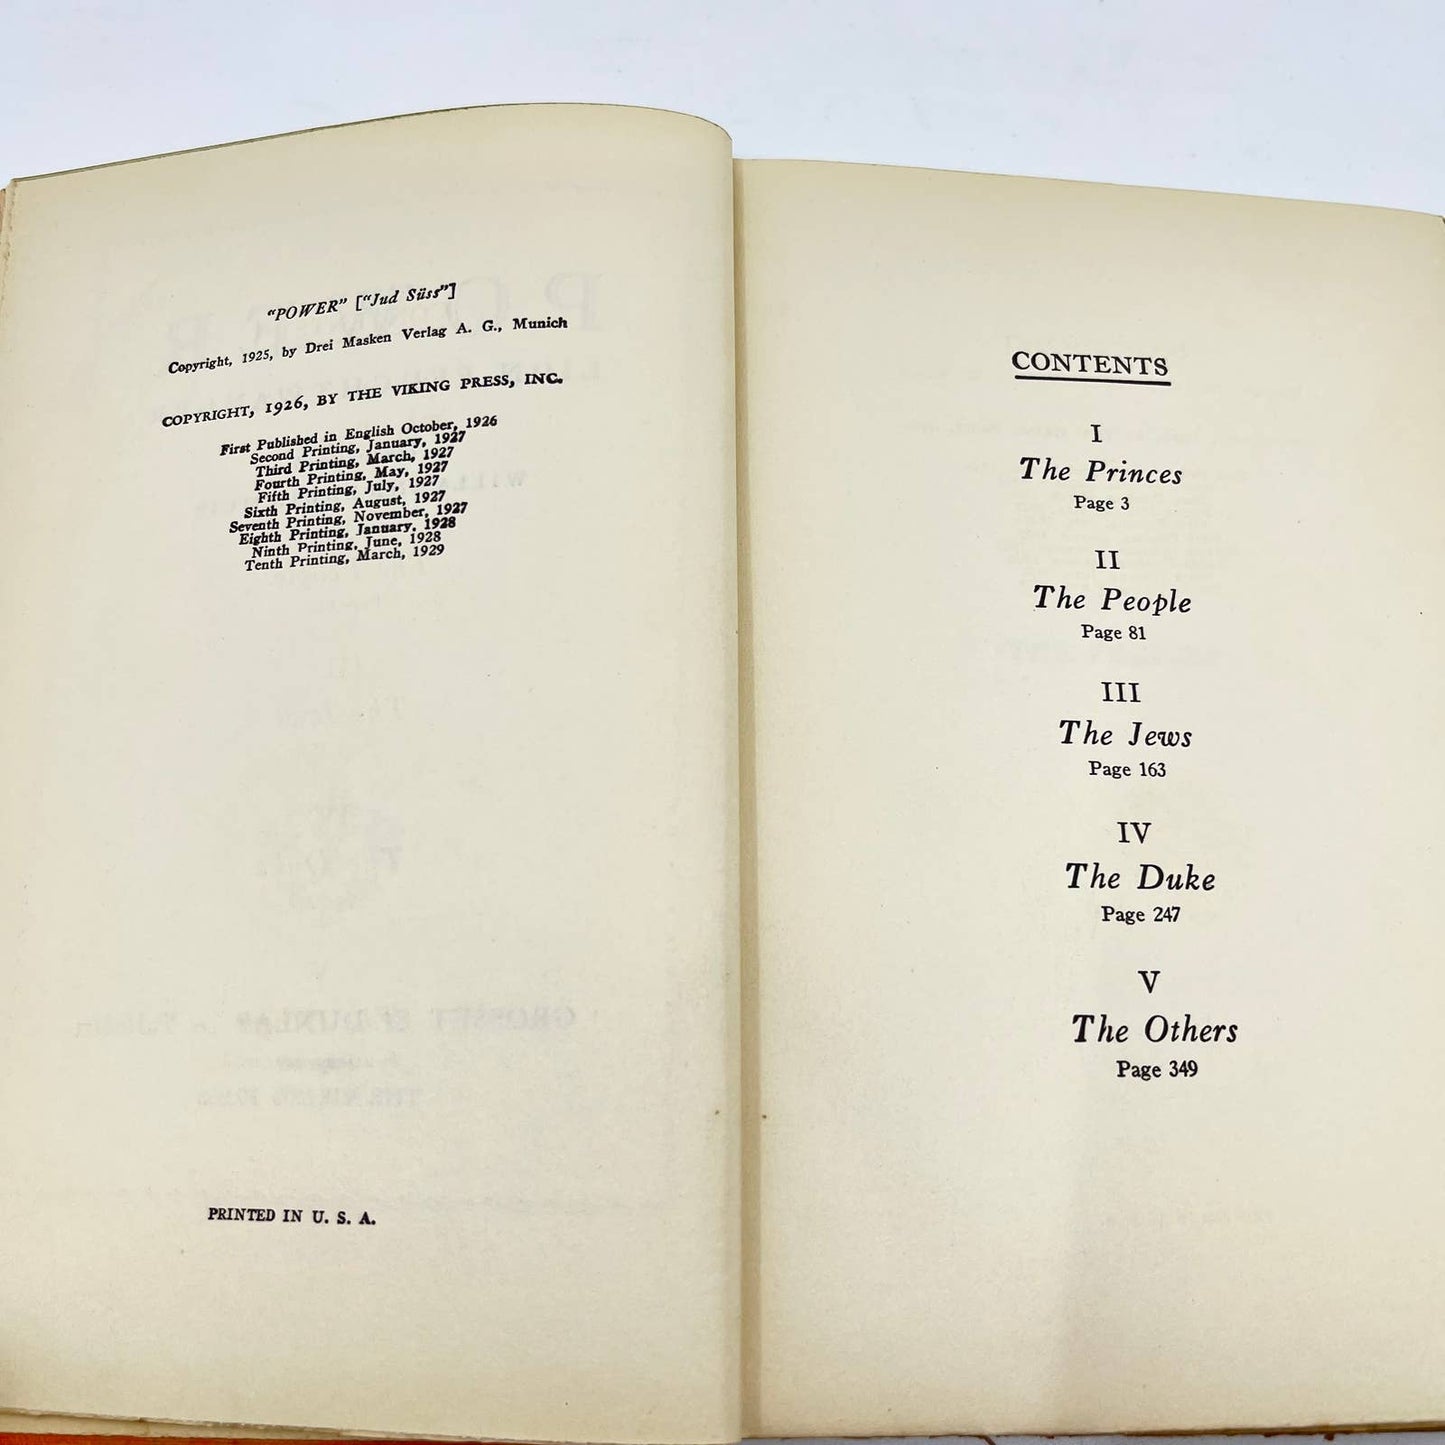 "POWER" ["Jud Süss"]
Copyright, 1925, by Drei Masken Verlag A. G., Munich
COPYRIGHT, 1926, BY THE VIKING PRESS, INC.
First Published in English October, 1926
Second Printing, January, 1927
Third Printing, March, 1927
Fourth Printing, May, 1927
Fifth Printing, July, 1927
Sixth Printing, August, 1927
Seventh Printing, November, 1927
Eighth Printing, January, 1928
Ninth Printing, June, 1928
Tenth Printing, March, 1929
PRINTED IN U. S. A.
CONTENTS
I
The Princes
Page 3
II
The People
Page 81
III
The Jews
Page 163
IV
The Duke
Page 247
V
The Others
Page 349